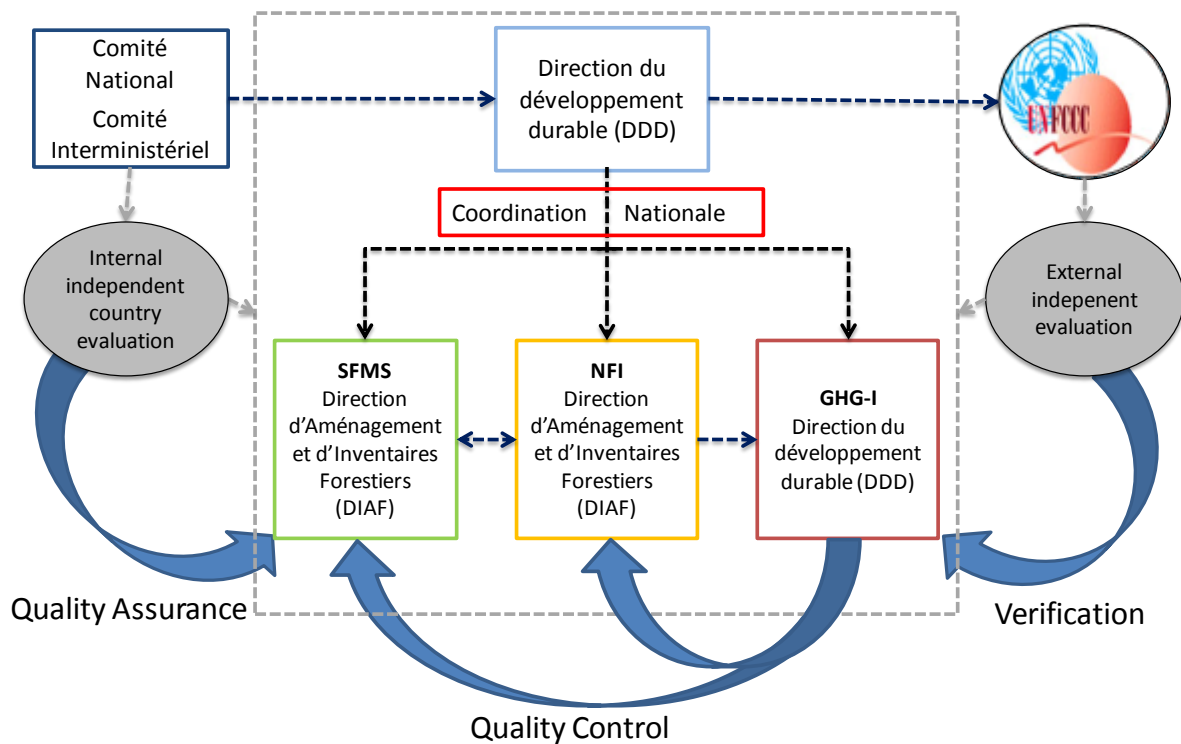 Comité
National
Comité
Interministériel
Direction du
développement
durable (DDD)
UNFCCC
Coordination Nationale
Internal
independent
country
evaluation
External
indepenent
evaluation
SFMS
Direction
d’Aménagement
et d’Inventaires
Forestiers
(DIAF)
NFI
Direction
d’Aménagement
et d’Inventaires
Forestiers
(DIAF)
GHG-I
Direction du
développement
durable (DDD)
Quality Assurance
Verification
Quality Control